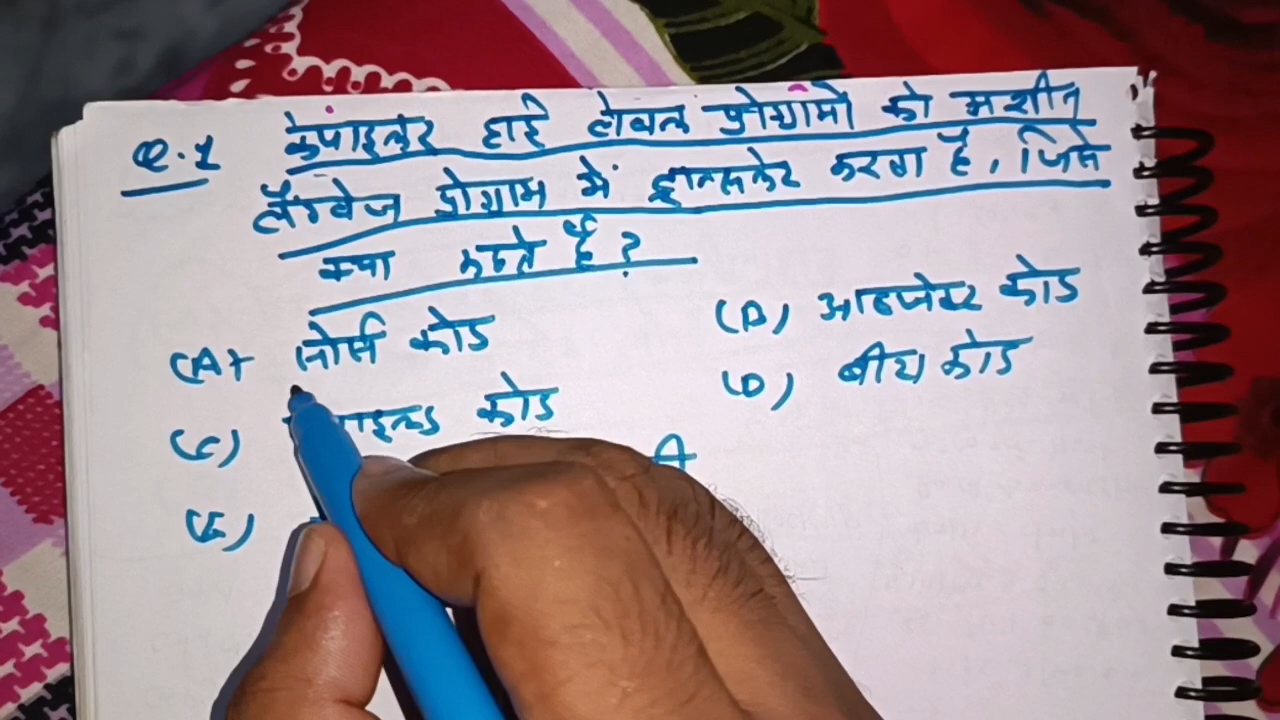 Q.1 कंपाइलर हाई लेवल प्रोग्रामों को मशीन
लैंग्वेज प्रोग्राम में ट्रान्सलेट करता है, जिसे
क्या कहते हैं?
(A) सोर्स कोड
(B) आब्जेक्ट कोड
(C) कोड
(D) बीटा कोड
(E)